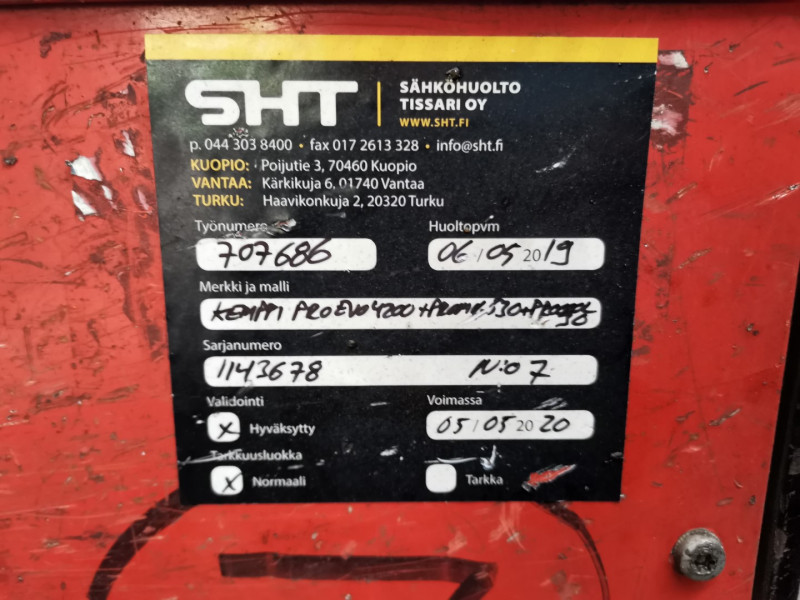 SHT
SÄHKÖHUOLTO
TISSARI OY
WWW.SHT.FI
p. 044 303 8400 • fax 017 2613 328 • info@sht.fi
KUOPIO: Poijutie 3, 70460 Kuopio
VANTAA: Kärkikuja 6, 01740 Vantaa
TURKU: Haavikonkuja 2, 20320 Turku
Työnumero Huoltopvm
707686 06/05 2019
Merkki ja malli
KEMPPI PROEVO4200+PROMIG530+
Sarjanumero
1143678 N:o 7
Validointi Voimassa
x Hyväksytty 05/05 2020
Tarkkuusluokka
x Normaali Tarkka
7